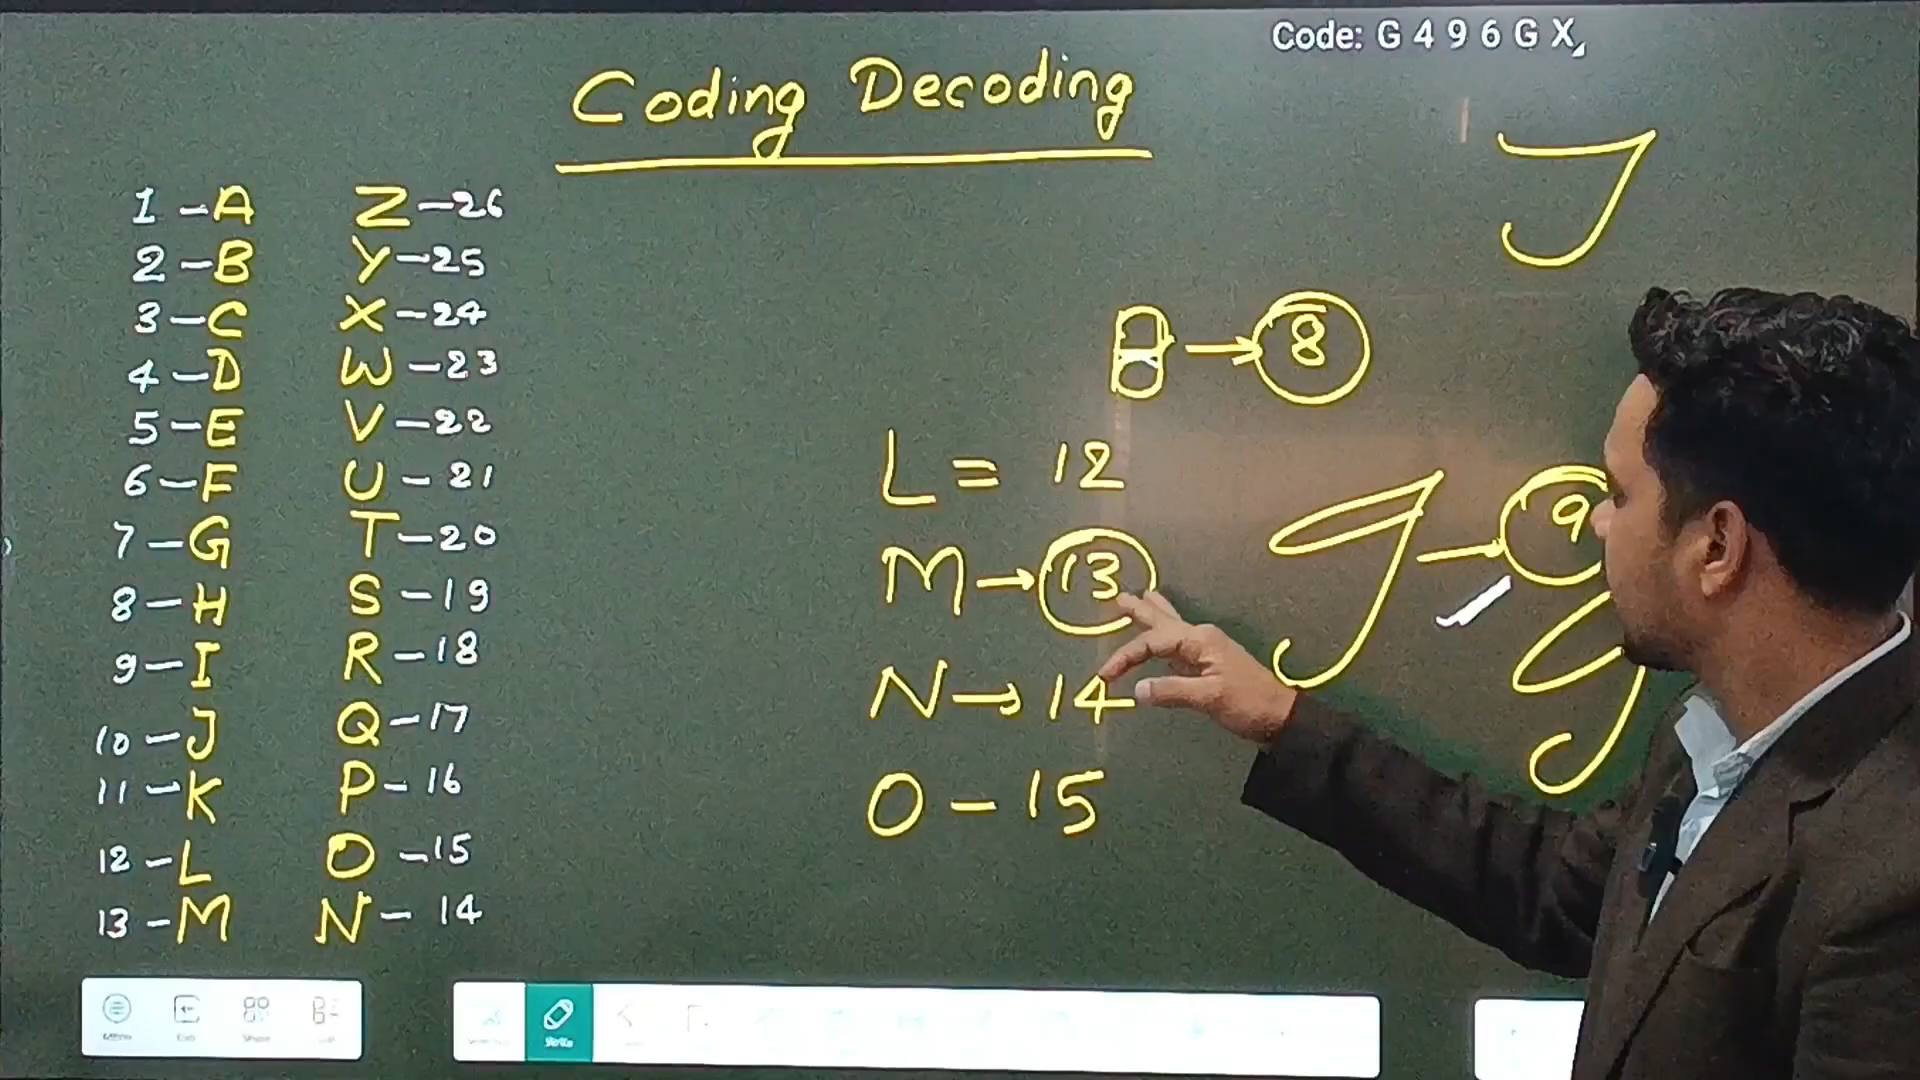 Code: G 4 9 6 G X
Coding Decoding
1 - A Z - 26
2 - B Y - 25
3 - C X - 24
4 - D W - 23
5 - E V - 22
6 - F U - 21
7 - G T - 20
8 - H S - 19
9 - I R - 18
10 - J Q - 17
11 - K P - 16
12 - L O - 15
13 - M N - 14
J
B → 8
L = 12
M → 13
N → 14
O - 15
9